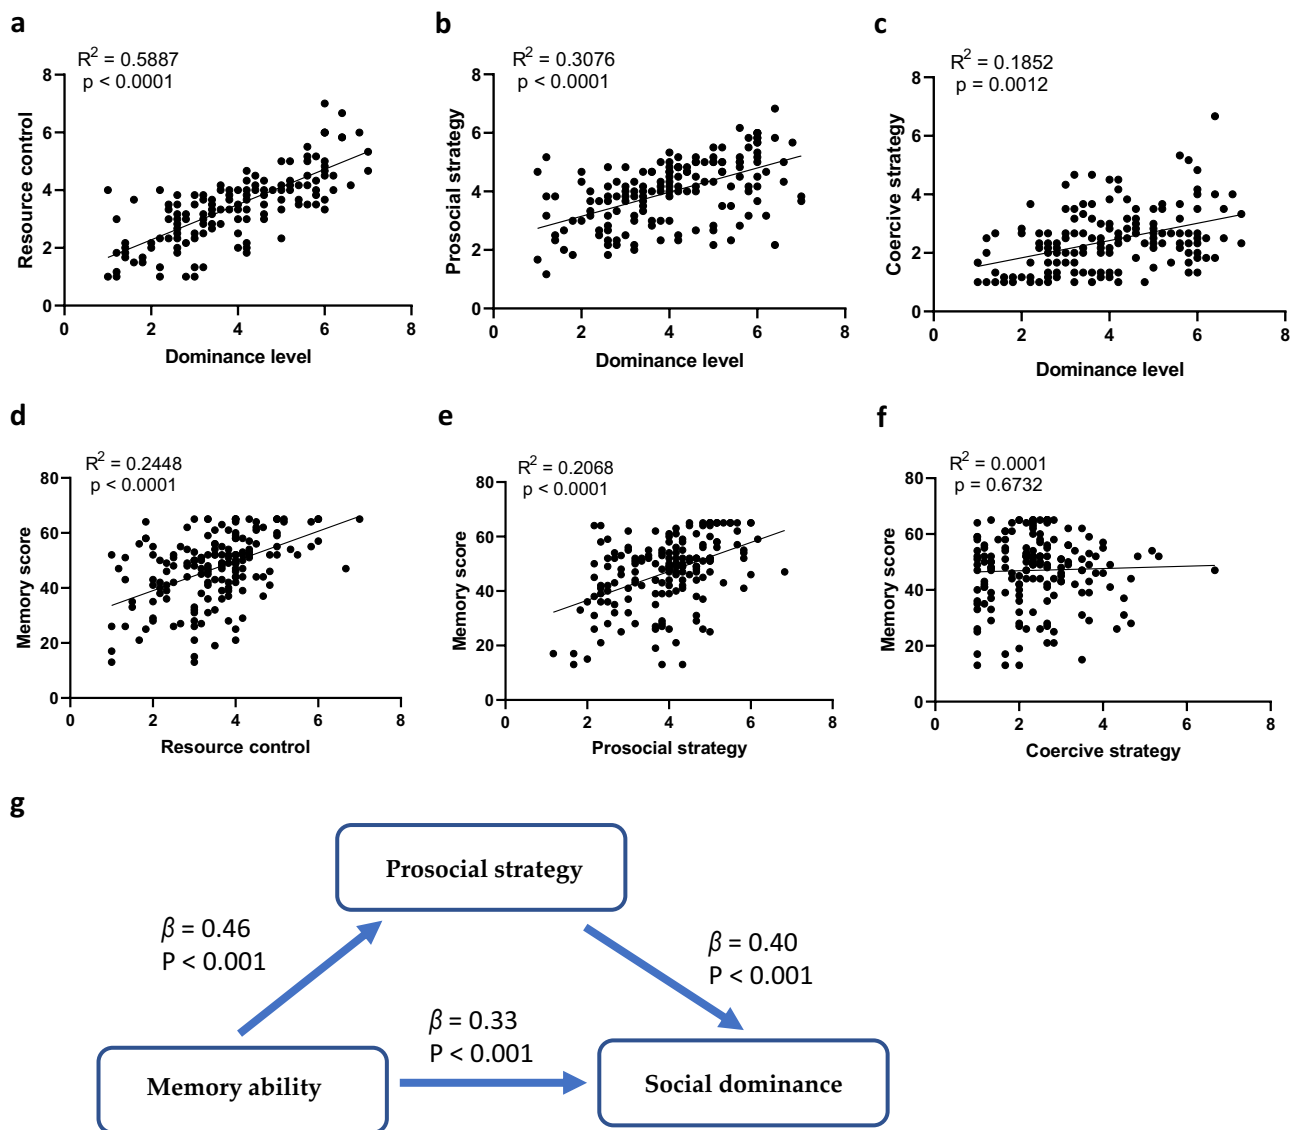 a
R² = 0.5887
p < 0.0001
Resource control
8
6
4
2
0
0 2 4 6 8
Dominance level
b
R² = 0.3076
p < 0.0001
Prosocial strategy
8
6
4
2
0
0 2 4 6 8
Dominance level
c
R² = 0.1852
p = 0.0012
Coercive strategy
8
6
4
2
0
0 2 4 6 8
Dominance level
d
R² = 0.2448
p < 0.0001
Memory score
80
60
40
20
0
0 2 4 6 8
Resource control
e
R² = 0.2068
p < 0.0001
Memory score
80
60
40
20
0
0 2 4 6 8
Prosocial strategy
f
R² = 0.0001
p = 0.6732
Memory score
80
60
40
20
0
0 2 4 6 8
Coercive strategy
g
Prosocial strategy
β = 0.46
P < 0.001
β = 0.40
P < 0.001
β = 0.33
P < 0.001
Memory ability
Social dominance